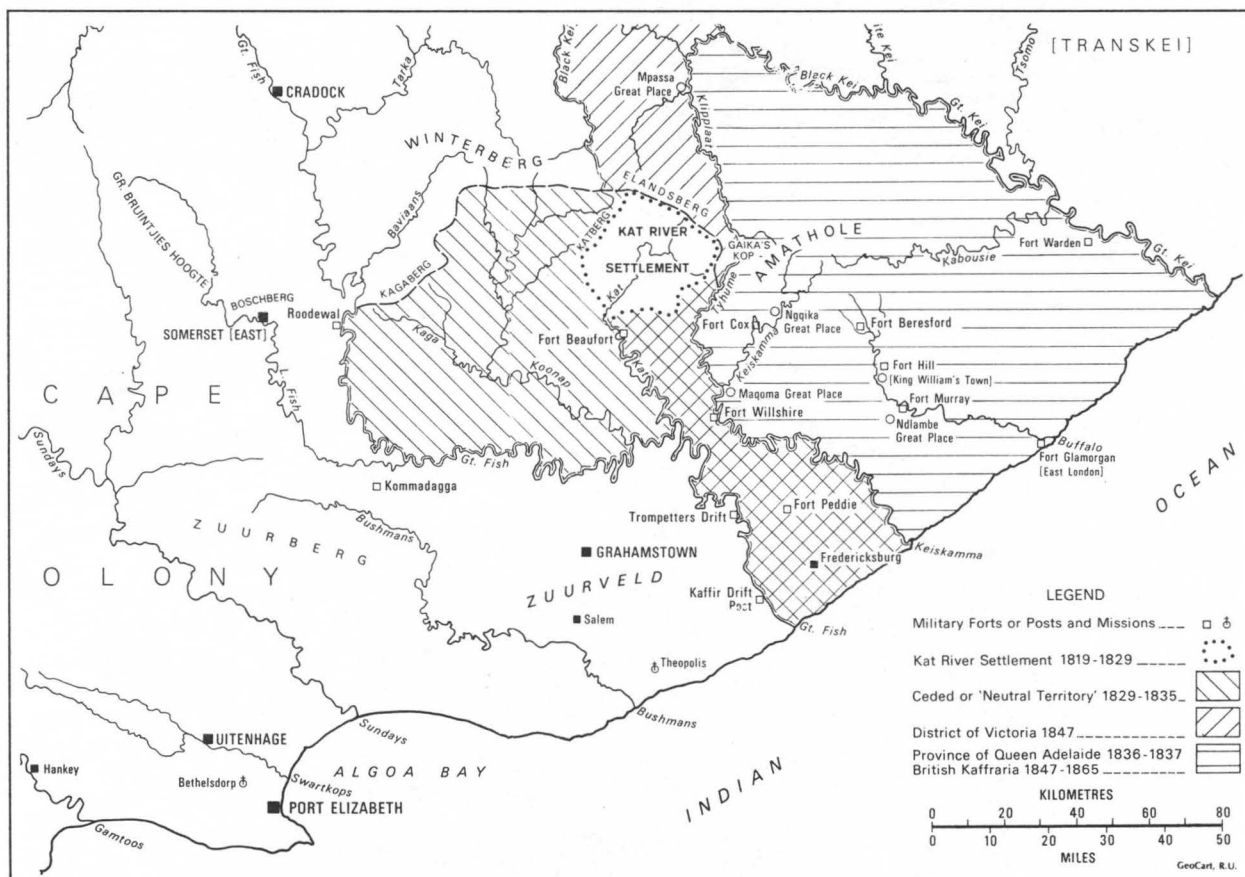 Gt. Fish
Tarka
Black Kei
ite Kei
Tsomo
[TRANSKEI]
CRADOCK
Mpassa
Great Place
Klipplaat
Black Kei
Gt. Kei
WINTERBERG
GR. BRUINTJIES HOOGTE
Baviaans
ELANDSBERG
KATBERG
KAT RIVER
SETTLEMENT
Kat
GAIKA'S
KOP
AMATHOLE
Fort Warden
Kabousie
Gt. Kei
KAGABERG
BOSCHBERG
Roodewal
SOMERSET [EAST]
Tyhume
Ngqika
Great Place
Fort Cox
Fort Beresford
Keiskamma
Kaga
Fort Beaufort
Koonap
Kat
Fort Hill
[King William's Town]
Maqoma Great Place
Fort Murray
Fort Willshire
Ndlambe
Great Place
Buffalo
Fort Glamorgan
[East London]
CAPE
L. Fish
Sundays
Gt. Fish
Kommadagga
Trompetters Drift
Fort Peddie
Bushmans
ZUURBERG
GRAHAMSTOWN
Fredericksburg
Keiskamma
OCEAN
OLONY
ZUURVELD
Kaffir Drift
Post
Gt. Fish
Salem
Theopolis
Bushmans
Sundays
UITENHAGE
ALGOA BAY
Hankey
Bethelsdorp
Swartkops
PORT ELIZABETH
Gamtoos
INDIAN
LEGEND
Military Forts or Posts and Missions
Kat River Settlement 1819-1829
Ceded or 'Neutral Territory' 1829-1835
District of Victoria 1847
Province of Queen Adelaide 1836-1837
British Kaffraria 1847-1865
KILOMETRES
0 20 40 60 80
0 10 20 30 40 50
MILES
GeoCart, R.U.